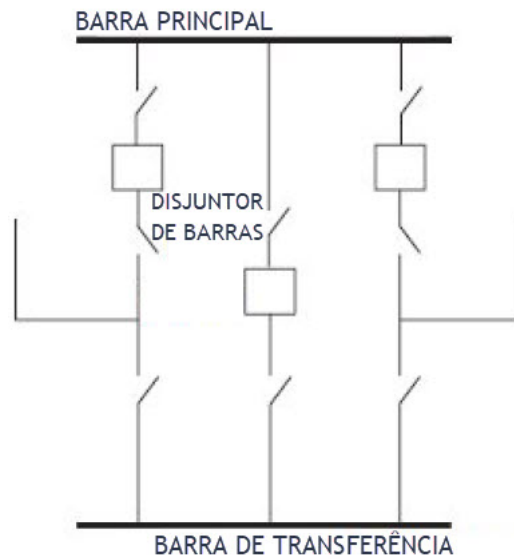 BARRA PRINCIPAL
DISJUNTOR
DE BARRAS
BARRA DE TRANSFERÊNCIA